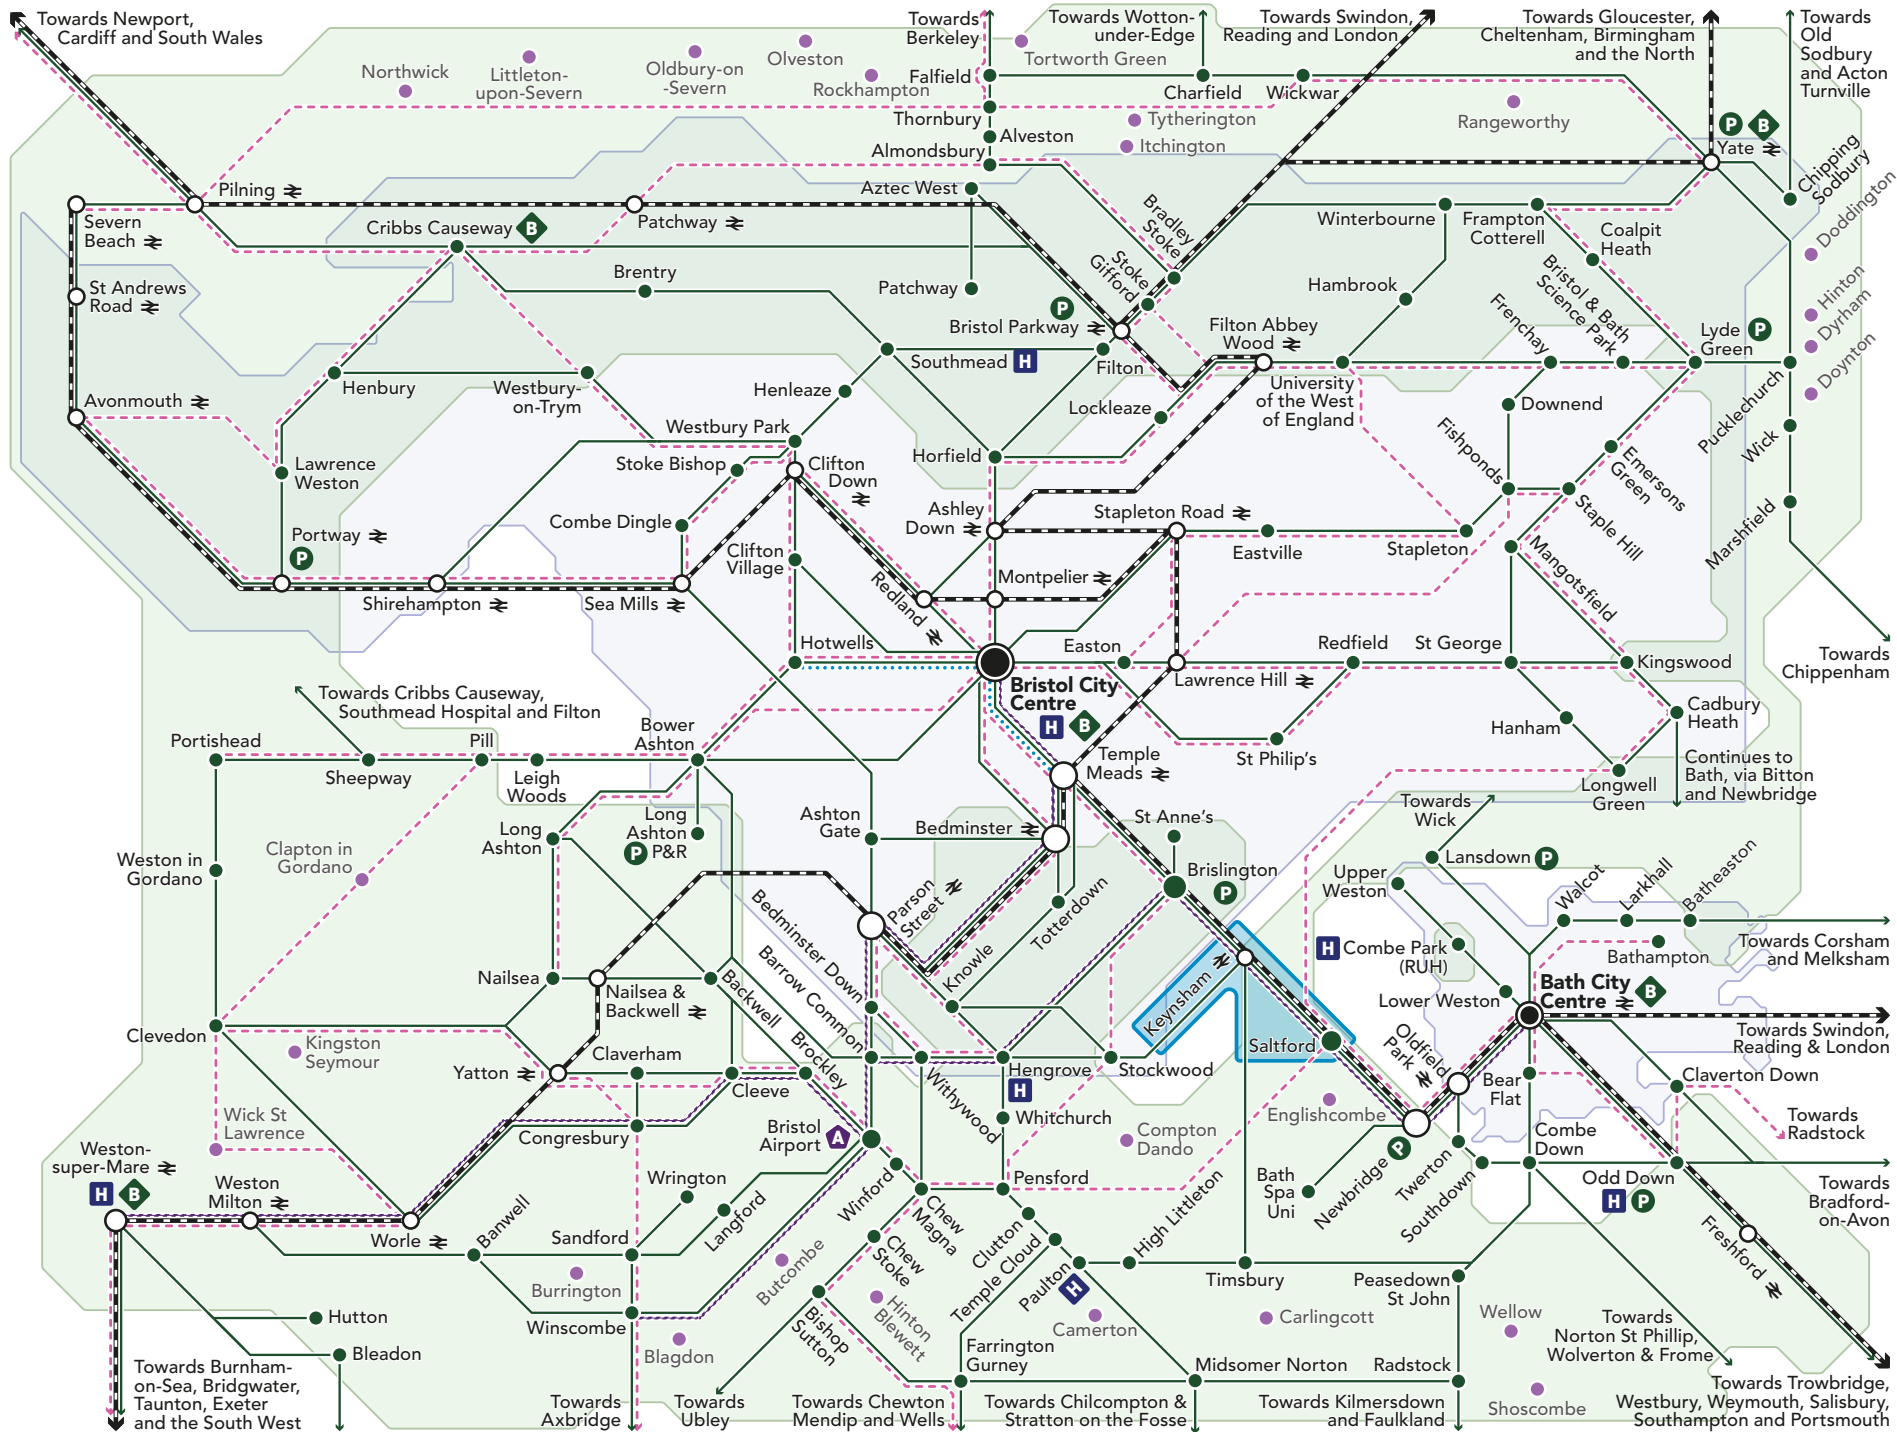 Towards Newport,
Cardiff and South Wales
Towards
Berkeley
Towards Wotton-
under-Edge
Towards Swindon,
Reading and London
Towards Gloucester,
Cheltenham, Birmingham
and the North
Towards
Old
Sodbury
and Acton
Turnville
Northwick
Littleton-
upon-Severn
Oldbury-on
-Severn
Olveston
Rockhampton
Falfield
Tortworth Green
Charfield
Wickwar
Rangeworthy
Thornbury
Tytherington
Alveston
Itchington
Almondsbury
P B
Yate
Chipping
Sodbury
Doddington
Hinton
Dyrham
Doynton
Pilning
Severn
Beach
Patchway
Cribbs Causeway B
Aztec West
Bradley
Stoke
Stoke
Gifford
Winterbourne
Frampton
Cotterell
Coalpit
Heath
St Andrews
Road
Brentry
Patchway
Hambrook
Bristol & Bath
Science Park
Frenchay
P
Bristol Parkway
Filton Abbey
Wood
Lyde
Green
P
Southmead H
Filton
University
of the West
of England
Henbury
Westbury-
on-Trym
Henleaze
Lockleaze
Downend
Pucklechurch
Avonmouth
Westbury Park
Stoke Bishop
Clifton
Down
Horfield
Fishponds
Emersons
Green
Wick
Lawrence
Weston
Combe Dingle
Ashley
Down
Stapleton Road
Eastville
Stapleton
Staple Hill
Marshfield
Portway
P
Clifton
Village
Redland
Montpelier
Mangotsfield
Shirehampton
Sea Mills
Hotwells
Easton
Redfield
St George
Kingswood
Towards
Chippenham
Lawrence Hill
Bristol City
Centre
H B
Towards Cribbs Causeway,
Southmead Hospital and Filton
Bower
Ashton
Hanham
Cadbury
Heath
Portishead
Pill
Sheepway
Leigh
Woods
St Philip's
Temple
Meads
Longwell
Green
Continues to
Bath, via Bitton
and Newbridge
Long
Ashton
Long
Ashton
P P&R
Ashton
Gate
Bedminster
St Anne's
Towards
Wick
Weston in
Gordano
Clapton in
Gordano
Brislington
P
Lansdown P
Upper
Weston
Walcot
Larkhall
Batheaston
Parson
Street
Totterdown
Bedminster Down
Knowle
H Combe Park
(RUH)
Bathampton
Towards Corsham
and Melksham
Nailsea
Nailsea &
Backwell
Backwell
Barrow Common
Keynsham
Lower Weston
Bath City
Centre
B
Clevedon
Kingston
Seymour
Claverham
Brockley
Saltford
Oldfield
Park
Towards Swindon,
Reading & London
Yatton
Cleeve
Withywood
Hengrove
H
Stockwood
Bear
Flat
Claverton Down
Wick St
Lawrence
Congresbury
Bristol
Airport
A
Whitchurch
Englishcombe
Compton
Dando
Towards
Radstock
Weston-
super-Mare
H B
Weston
Milton
Wrington
Winford
Pensford
Bath
Spa
Uni
Newbridge
P
Twerton
Southdown
Combe
Down
Odd Down
H P
Towards
Bradford-
on-Avon
Worle
Banwell
Sandford
Langford
Chew
Magna
Chew
Stoke
Clutton
Temple Cloud
High Littleton
Timsbury
Freshford
Burrington
Butcombe
Hinton
Blewett
Paulton
H
Peasedown
St John
Hutton
Winscombe
Bishop
Sutton
Camerton
Carlingcott
Wellow
Bleadon
Blagdon
Farrington
Gurney
Midsomer Norton
Radstock
Towards
Norton St Phillip,
Wolverton & Frome
Shoscombe
Towards Burnham-
on-Sea, Bridgwater,
Taunton, Exeter
and the South West
Towards
Axbridge
Towards
Ubley
Towards Chewton
Mendip and Wells
Towards Chilcompton &
Stratton on the Fosse
Towards Kilmersdown
and Faulkland
Towards Trowbridge,
Westbury, Weymouth, Salisbury,
Southampton and Portsmouth